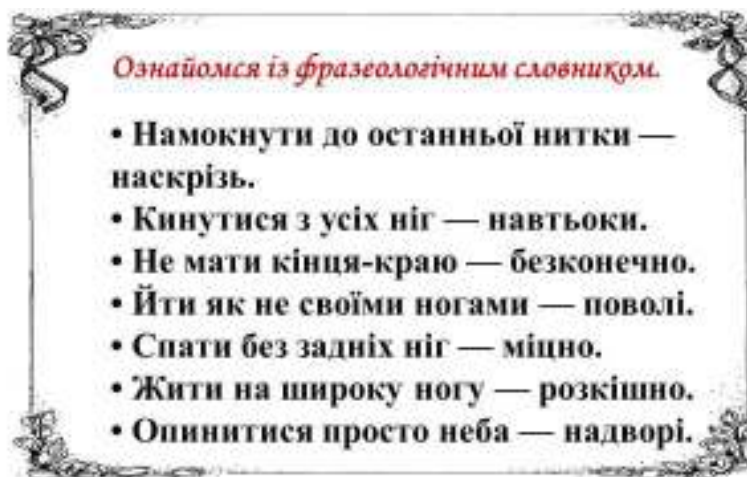 Ознайомся із фразеологічним словником.
• Намокнути до останньої нитки —
наскрізь.
• Кинутися з усіх ніг — навтьоки.
• Не мати кінця-краю — безконечно.
• Йти як не своїми ногами — поволі.
• Спати без задніх ніг — міцно.
• Жити на широку ногу — розкішно.
• Опинитися просто неба — надворі.